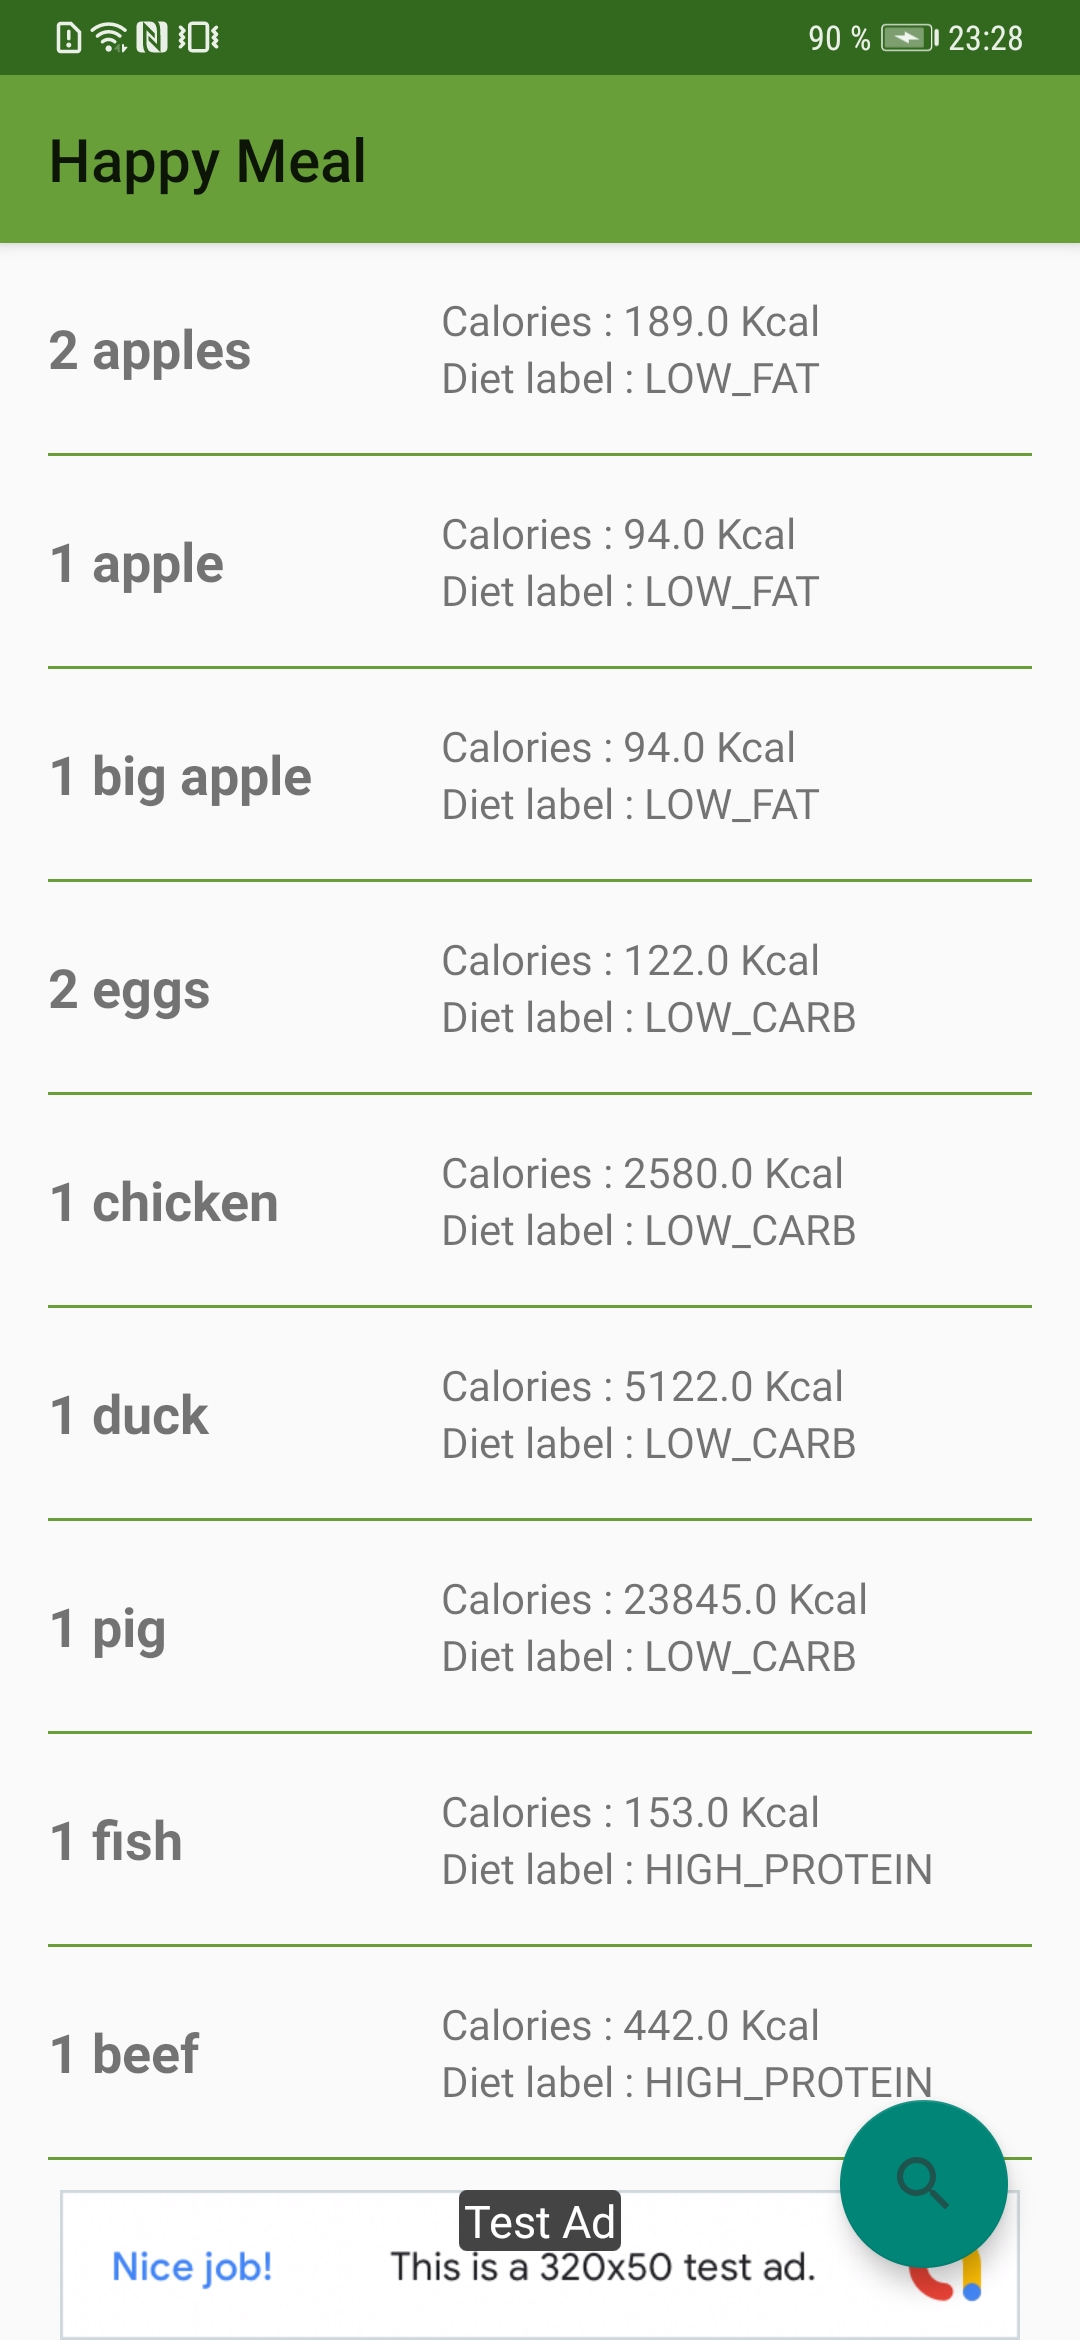 90 % 23:28
Happy Meal
2 apples
Calories : 189.0 Kcal
Diet label : LOW_FAT
1 apple
Calories : 94.0 Kcal
Diet label : LOW_FAT
1 big apple
Calories : 94.0 Kcal
Diet label : LOW_FAT
2 eggs
Calories : 122.0 Kcal
Diet label : LOW_CARB
1 chicken
Calories : 2580.0 Kcal
Diet label : LOW_CARB
1 duck
Calories : 5122.0 Kcal
Diet label : LOW_CARB
1 pig
Calories : 23845.0 Kcal
Diet label : LOW_CARB
1 fish
Calories : 153.0 Kcal
Diet label : HIGH_PROTEIN
1 beef
Calories : 442.0 Kcal
Diet label : HIGH_PROTEIN
Test Ad
Nice job! This is a 320x50 test ad.